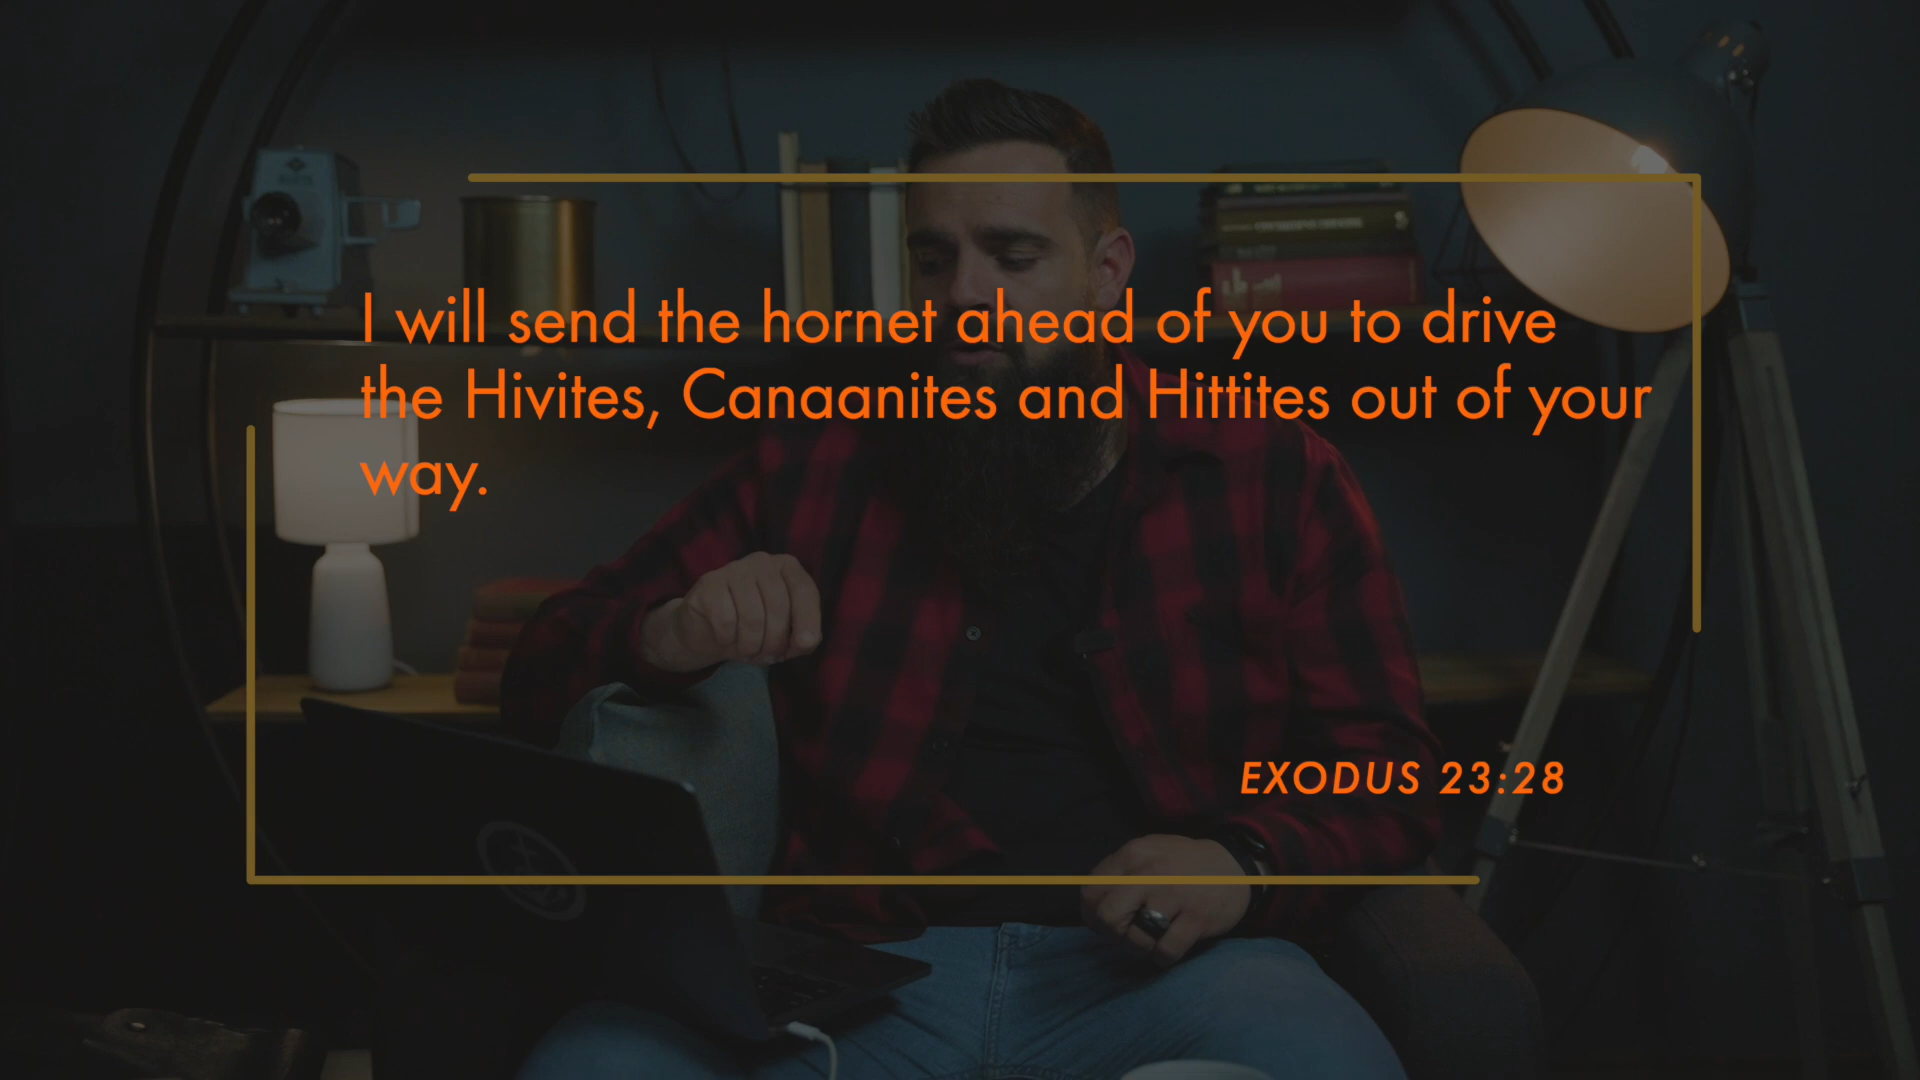 I will send the hornet ahead of you to drive
the Hivites, Canaanites and Hittites out of your
way.
EXODUS 23:28